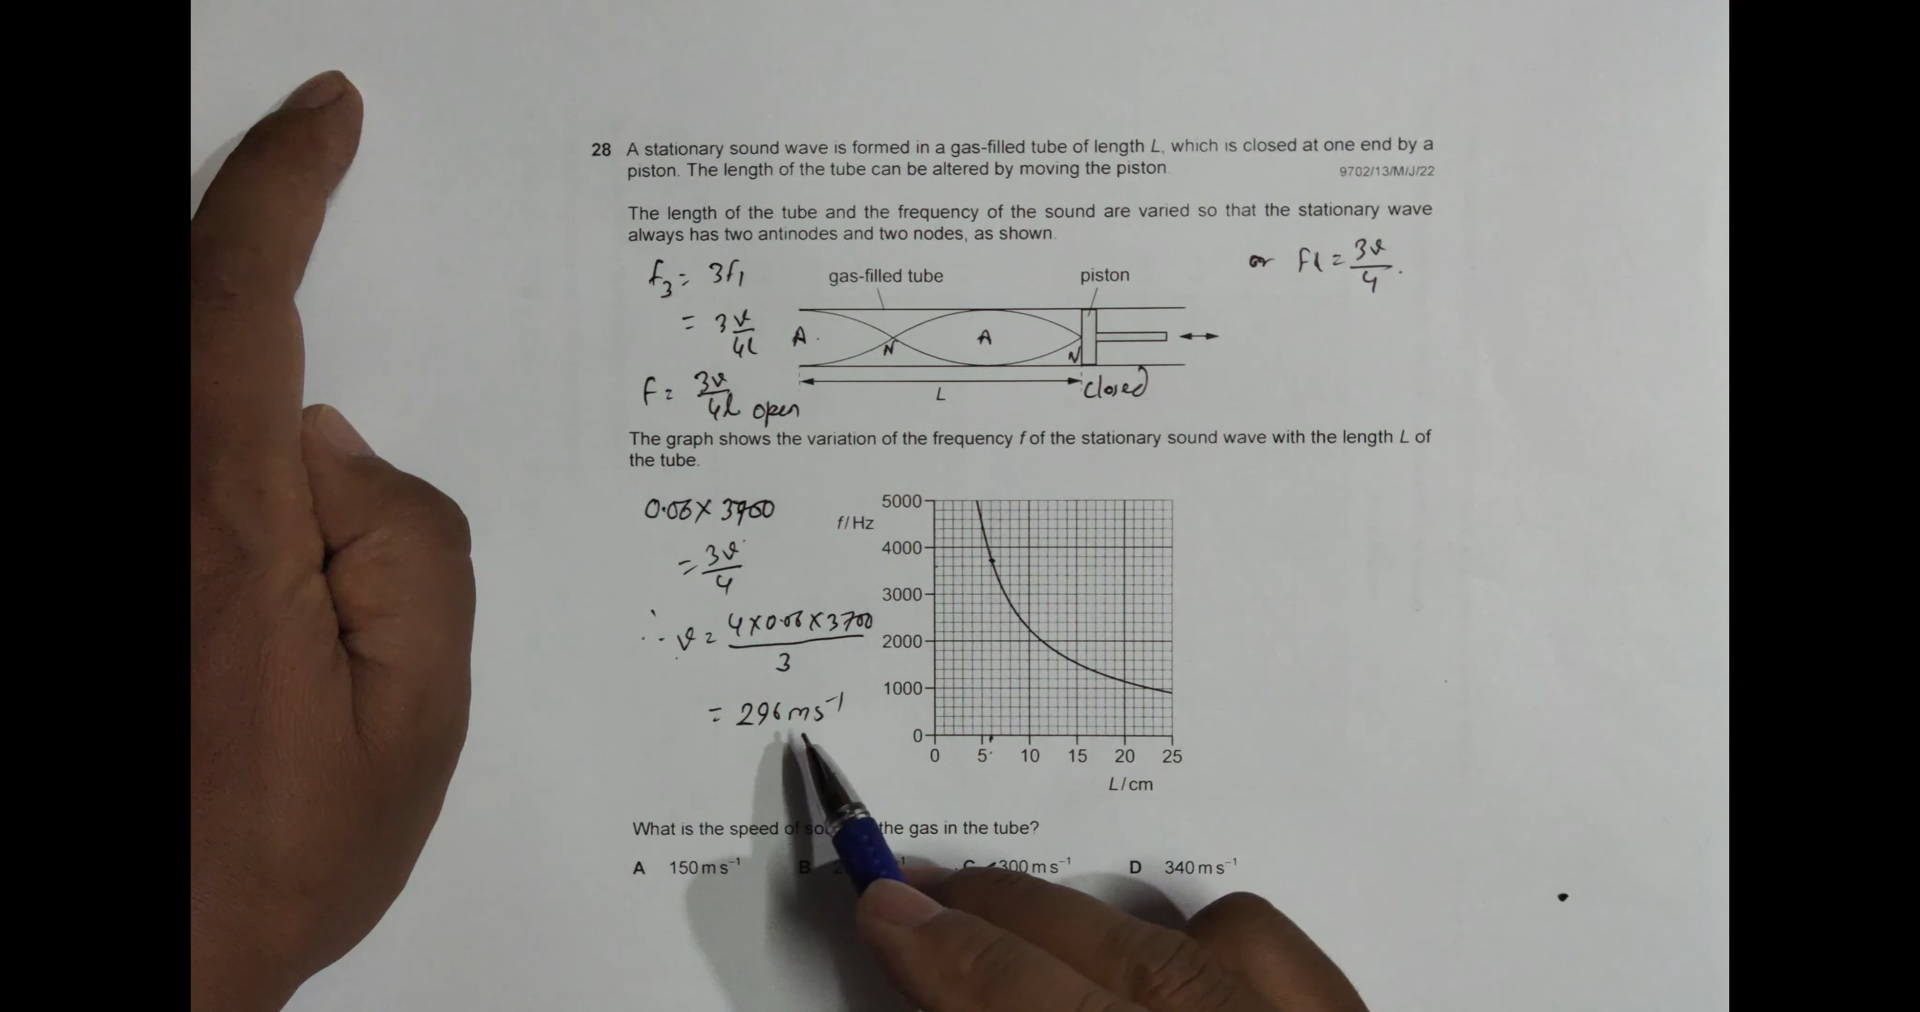 28 A stationary sound wave is formed in a gas-filled tube of length L, which is closed at one end by a
piston. The length of the tube can be altered by moving the piston.
9702/13/M/J/22
The length of the tube and the frequency of the sound are varied so that the stationary wave
always has two antinodes and two nodes, as shown.
f₃ = 3f₁
gas-filled tube piston
or fl = 3v/4.
= 3v/4l
A N A N
f = 3v/4l
open L closed
The graph shows the variation of the frequency f of the stationary sound wave with the length L of
the tube.
0.06 × 3700
= 3v/4
∴ v = 4×0.06×3700/3
= 296 ms⁻¹
f/Hz
5000
4000
3000
2000
1000
0
0 5 10 15 20 25
L/cm
What is the speed of the gas in the tube?
A 150 m s⁻¹ B C 300 m s⁻¹ D 340 m s⁻¹